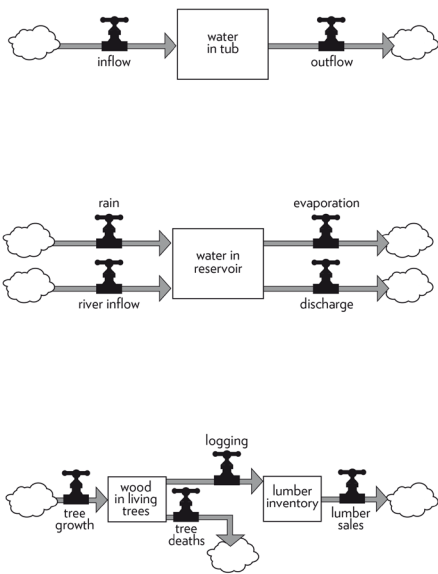 inflow
water
in tub
outflow
rain
evaporation
river inflow
water in
reservoir
discharge
logging
tree
growth
wood
in living
trees
tree
deaths
lumber
inventory
lumber
sales